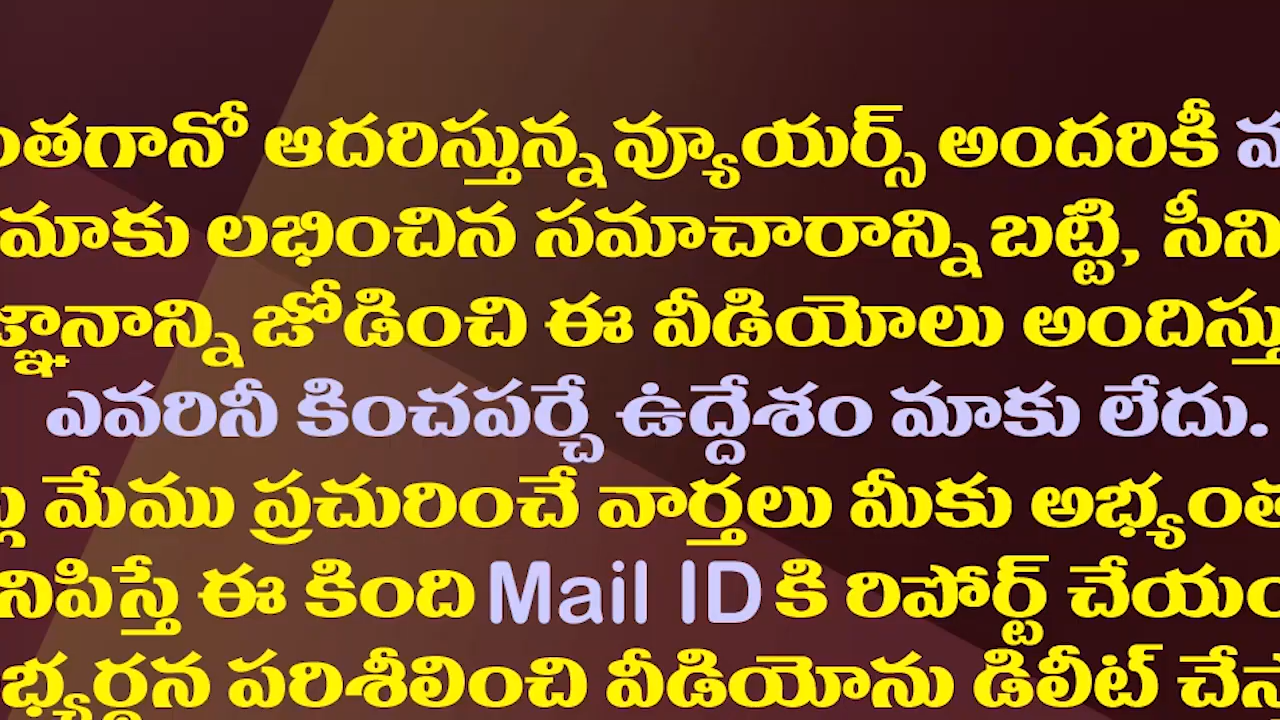 ఆదరిస్తున్న వ్యూయర్స్ అందరికీ
మాకు లభించిన సమాచారాన్ని బట్టి,
జోడించి ఈ వీడియోలు
ఎవరినీ కించపర్చే ఉద్దేశం మాకు లేదు.
మేము ప్రచురించే వార్తలు మీకు
ఈ కింది Mail ID కి రిపోర్ట్
పరిశీలించి వీడియోను డిలీట్